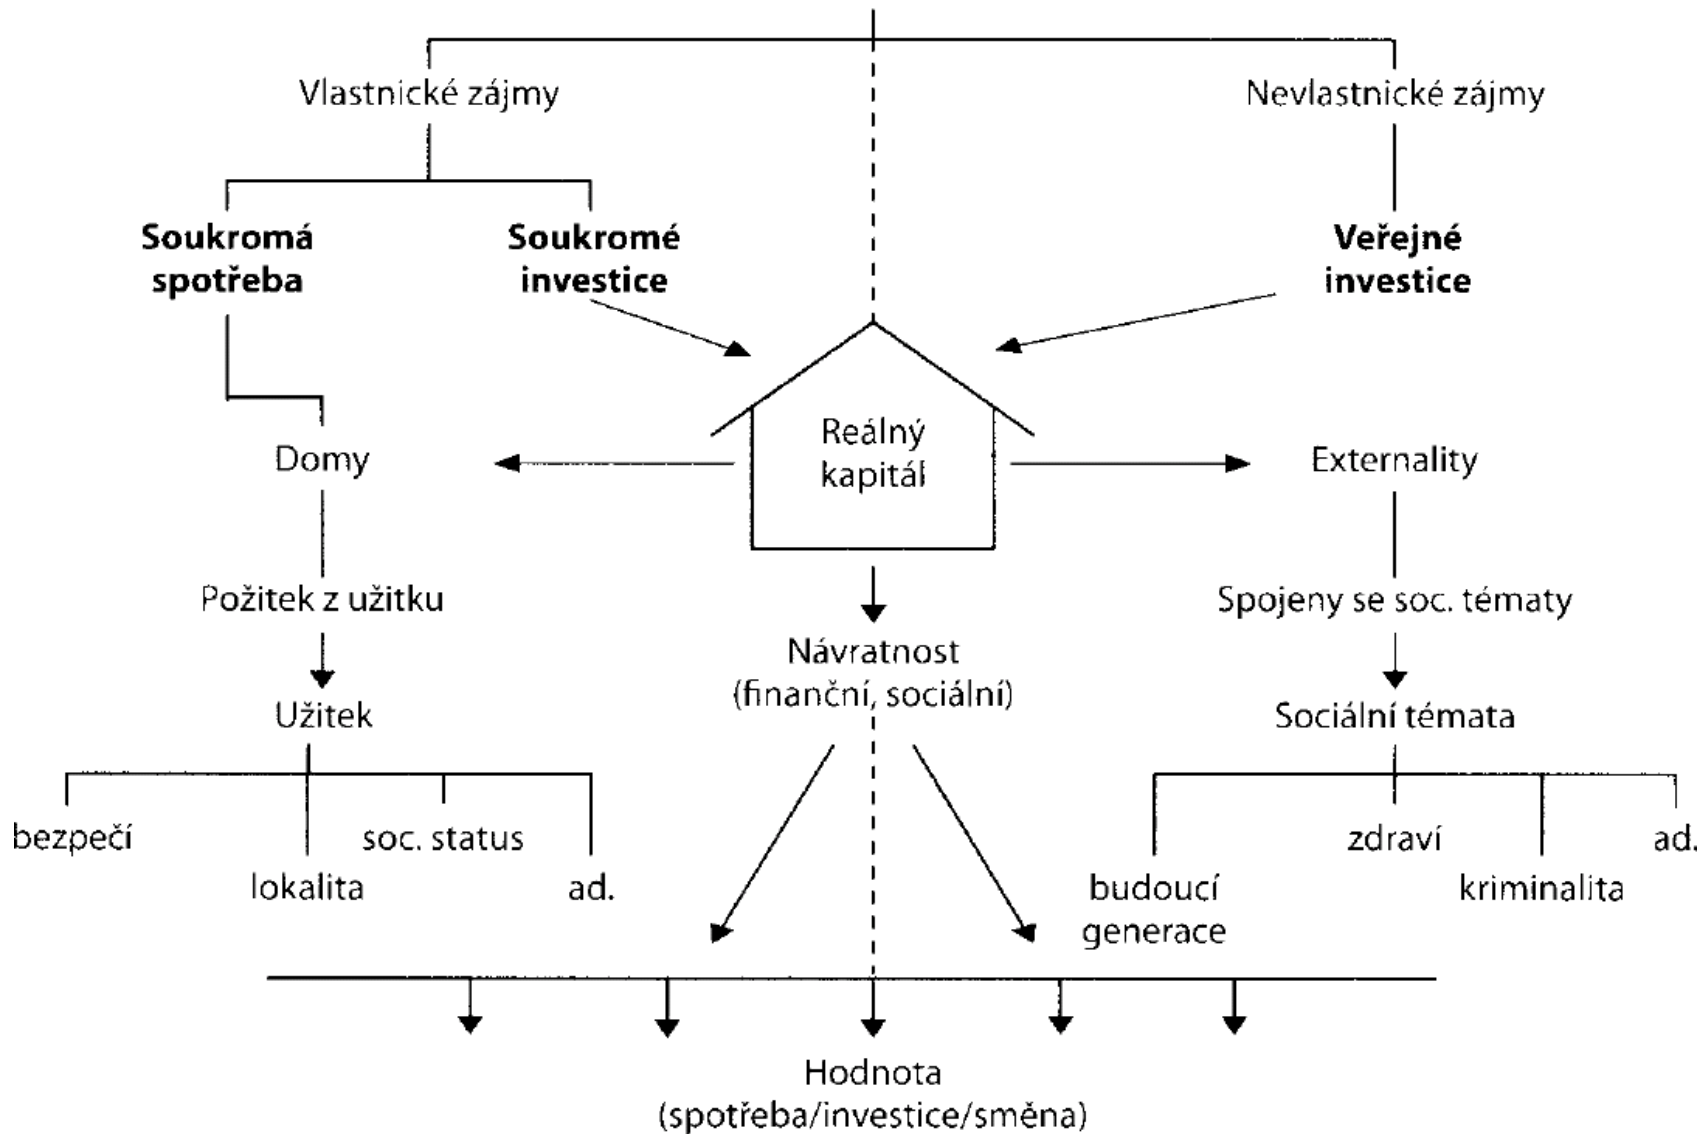 Vlastnické zájmy
Nevlastnické zájmy
Soukromá
spotřeba
Soukromé
investice
Veřejné
investice
Domy
Reálný
kapitál
Externality
Požitek z užitku
Spojeny se soc. tématy
Návratnost
(finanční, sociální)
Užitek
Sociální témata
bezpečí
soc. status
lokalita
ad.
zdraví
ad.
budoucí
generace
kriminalita
Hodnota
(spotřeba/investice/směna)